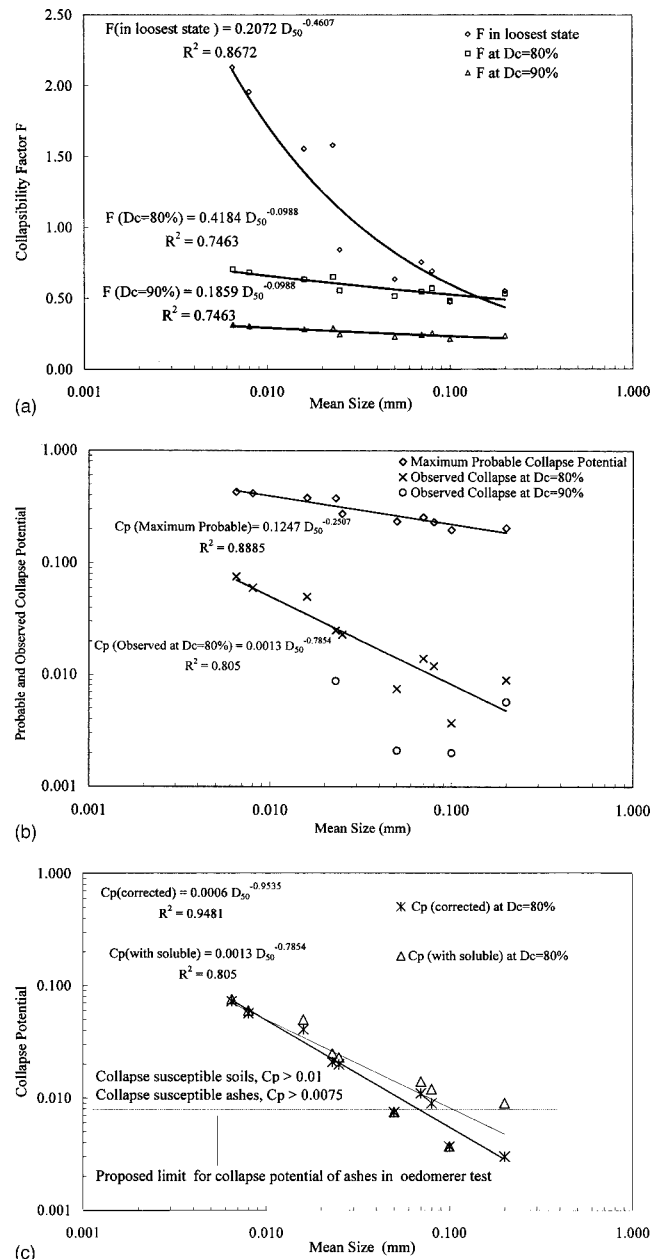 2.50
2.00
1.50
1.00
0.50
0.00
Collapsibility Factor F
F(in loosest state ) = 0.2072 D50^-0.4607
R² = 0.8672
F in loosest state
F at Dc=80%
F at Dc=90%
F (Dc=80%) = 0.4184 D50^-0.0988
R² = 0.7463
F (Dc=90%) = 0.1859 D50^-0.0988
R² = 0.7463
0.001 0.010 0.100 1.000
Mean Size (mm)
(a)
1.000
0.100
0.010
0.001
Probable and Observed Collapse Potential
Maximum Probable Collapse Potential
Observed Collapse at Dc=80%
Observed Collapse at Dc=90%
Cp (Maximum Probable)= 0.1247 D50^-0.2507
R² = 0.8885
Cp (Observed at Dc=80%) = 0.0013 D50^-0.7854
R² = 0.805
0.001 0.010 0.100 1.000
Mean Size (mm)
(b)
1.000
0.100
0.010
0.001
Collapse Potential
Cp(corrected) = 0.0006 D50^-0.9535
R² = 0.9481
Cp (corrected) at Dc=80%
Cp(with soluble) = 0.0013 D50^-0.7854
R² = 0.805
Cp (with soluble) at Dc=80%
Collapse susceptible soils, Cp > 0.01
Collapse susceptible ashes, Cp > 0.0075
Proposed limit for collapse potential of ashes in oedomerer test
0.001 0.010 0.100 1.000
Mean Size (mm)
(c)